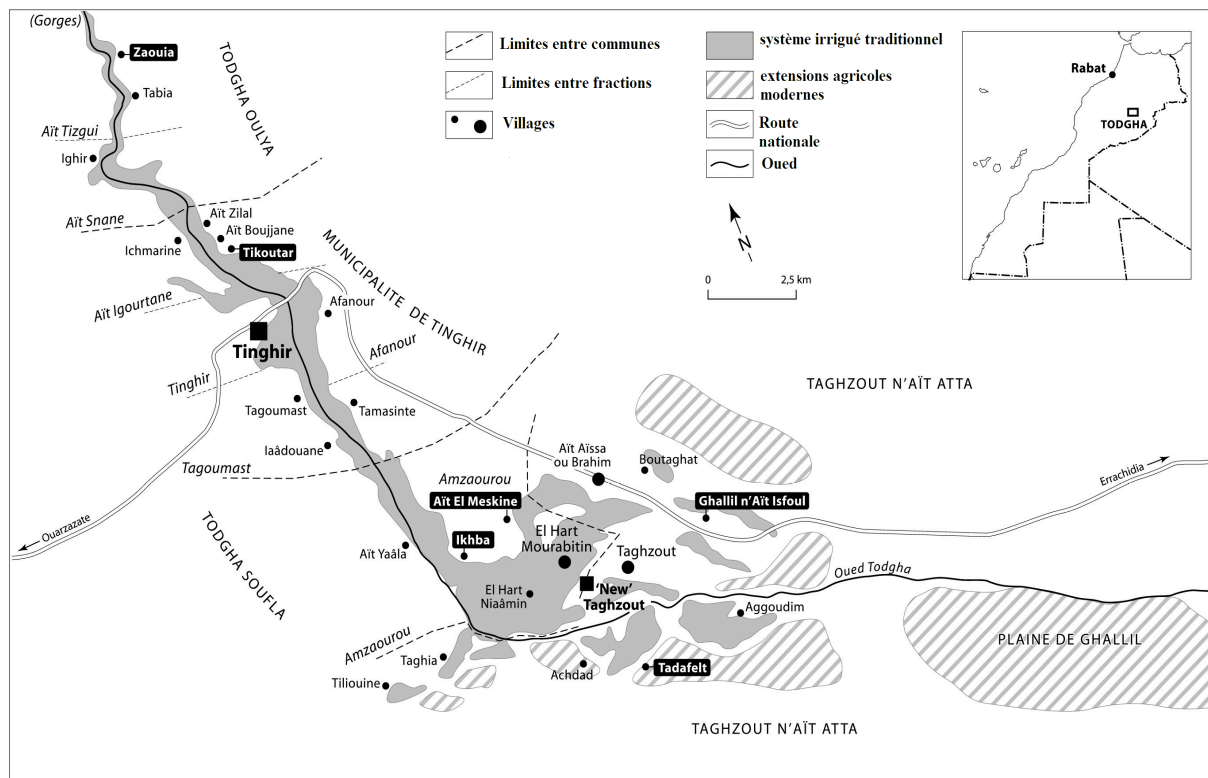 (Gorges)
Zaouia
Tabia
TODGHA OULYA
Aït Tizgui
Ighir
Aït Snane
Aït Zilal
Aït Boujjane
Ichmarine
Tikoutar
MUNICIPALITE DE TINGHIR
Aït Igourtane
Afanour
Tinghir
Afanour
Tinghir
Tagoumast
Tamasinte
Iaâdouane
Tagoumast
Limites entre communes
Limites entre fractions
Villages
système irrigué traditionnel
extensions agricoles
modernes
Route
nationale
Oued
N
0
2,5 km
Rabat
TODGHA
TAGHZOUT N'AÏT ATTA
Aït Aïssa
ou Brahim
Boutaghat
Amzaourou
Aït El Meskine
Ghallil n'Aït Isfoul
Errachidia
Ouarzazate
TODGHA SOUFLA
Aït Yaâla
Ikhba
El Hart
Mourabitin
Taghzout
'New'
Taghzout
El Hart
Niaâmin
Oued Todgha
Aggoudim
PLAINE DE GHALLIL
Amzaourou
Taghia
Tiliouine
Achdad
Tadafelt
TAGHZOUT N'AÏT ATTA